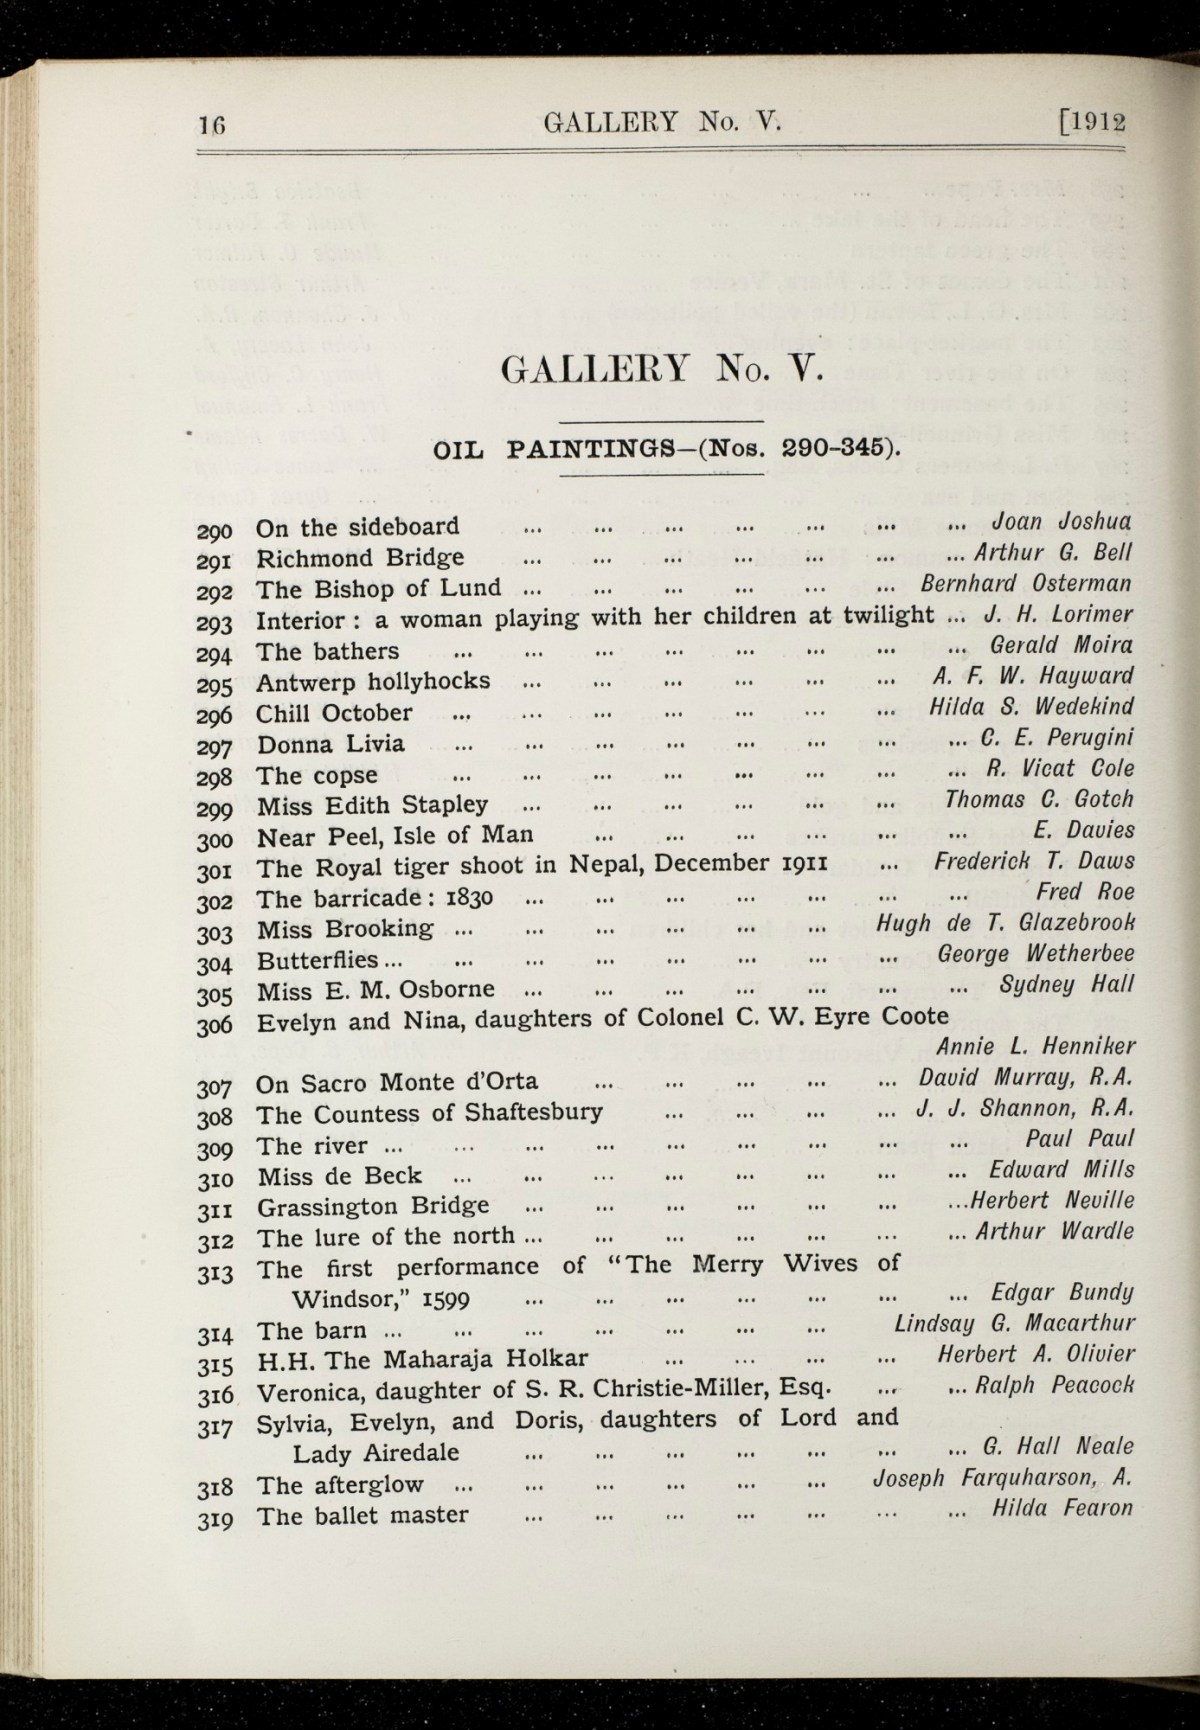 16 GALLERY No. V. [1912
GALLERY No. V.
OIL PAINTINGS—(Nos. 290-345).
290 On the sideboard ... ... ... ... ... ... ... Joan Joshua
291 Richmond Bridge ... ... ... ... ... ... ... Arthur G. Bell
292 The Bishop of Lund ... ... ... ... ... ... Bernhard Osterman
293 Interior : a woman playing with her children at twilight ... J. H. Lorimer
294 The bathers ... ... ... ... ... ... ... ... Gerald Moira
295 Antwerp hollyhocks ... ... ... ... ... ... A. F. W. Hayward
296 Chill October ... ... ... ... ... ... ... Hilda S. Wedekind
297 Donna Livia ... ... ... ... ... ... ... ... C. E. Perugini
298 The copse ... ... ... ... ... ... ... ... R. Vicat Cole
299 Miss Edith Stapley ... ... ... ... ... ... Thomas C. Gotch
300 Near Peel, Isle of Man ... ... ... ... ... ... E. Davies
301 The Royal tiger shoot in Nepal, December 1911 ... Frederick T. Daws
302 The barricade : 1830 ... ... ... ... ... ... ... Fred Roe
303 Miss Brooking ... ... ... ... ... ... Hugh de T. Glazebrook
304 Butterflies ... ... ... ... ... ... ... ... George Wetherbee
305 Miss E. M. Osborne ... ... ... ... ... ... ... Sydney Hall
306 Evelyn and Nina, daughters of Colonel C. W. Eyre Coote
Annie L. Henniker
307 On Sacro Monte d'Orta ... ... ... ... ... David Murray, R.A.
308 The Countess of Shaftesbury ... ... ... ... J. J. Shannon, R.A.
309 The river ... ... ... ... ... ... ... ... ... Paul Paul
310 Miss de Beck ... ... ... ... ... ... ... ... Edward Mills
311 Grassington Bridge ... ... ... ... ... ... ...Herbert Neville
312 The lure of the north ... ... ... ... ... ... ... Arthur Wardle
313 The first performance of "The Merry Wives of
Windsor," 1599 ... ... ... ... ... ... ... Edgar Bundy
314 The barn ... ... ... ... ... ... ... Lindsay G. Macarthur
315 H.H. The Maharaja Holkar ... ... ... ... Herbert A. Olivier
316 Veronica, daughter of S. R. Christie-Miller, Esq. ... ... Ralph Peacock
317 Sylvia, Evelyn, and Doris, daughters of Lord and
Lady Airedale ... ... ... ... ... ... ... G. Hall Neale
318 The afterglow ... ... ... ... ... ... Joseph Farquharson, A.
319 The ballet master ... ... ... ... ... ... ... Hilda Fearon